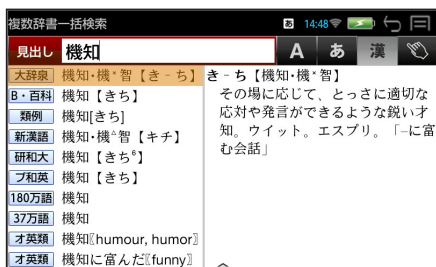 複数辞書一括検索 あ 14:48
見出し 機知 A あ 漢
大辞泉 機知・機×智【き‐ち】
B・百科 機知【きち】
類例 機知[きち]
新漢語 機知・機△智【キチ】
研和大 機知【きち⁶】
プ和英 機知【きち】
180万語 機知
37万語 機知
オ英類 機知〖humour, humor〗
オ英類 機知に富んだ〖funny〗
き‐ち【機知・機×智】
その場に応じて、とっさに適切な
応対や発言ができるような鋭い才
知。ウイット。エスプリ。「―に富
む会話」